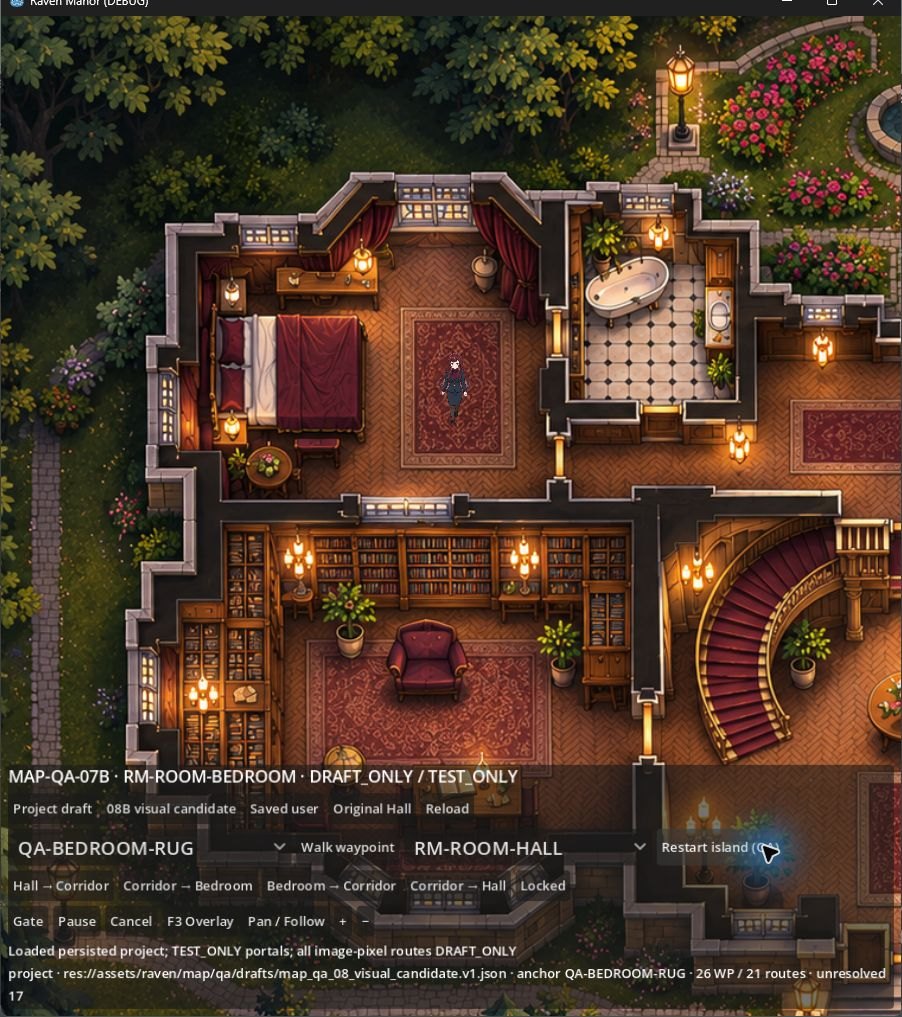 Raven Manor (DEBUG)
MAP-QA-07B · RM-ROOM-BEDROOM · DRAFT_ONLY / TEST_ONLY
Project draft 08B visual candidate Saved user Original Hall Reload
QA-BEDROOM-RUG Walk waypoint RM-ROOM-HALL Restart island
Hall → Corridor Corridor → Bedroom Bedroom → Corridor Corridor → Hall Locked
Gate Pause Cancel F3 Overlay Pan / Follow + −
Loaded persisted project; TEST_ONLY portals; all image-pixel routes DRAFT_ONLY
project · res://assets/raven/map/qa/drafts/map_qa_08_visual_candidate.v1.json · anchor QA-BEDROOM-RUG · 26 WP / 21 routes · unresolved
17